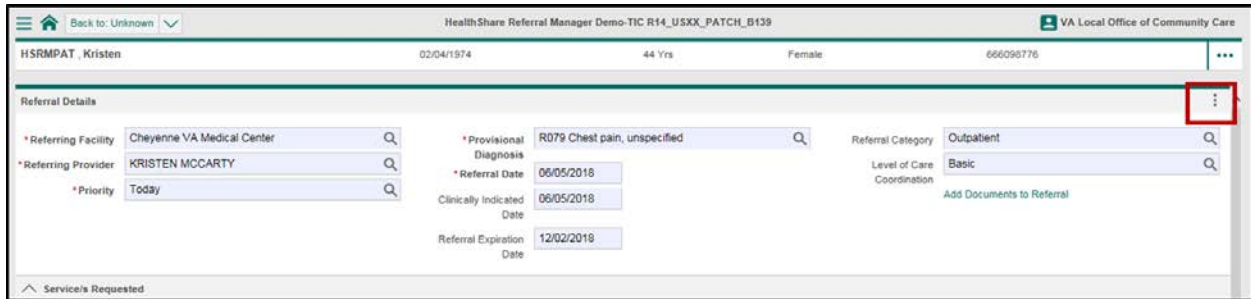 Back to: Unknown HealthShare Referral Manager Demo-TIC R14_USXX_PATCH_B139 VA Local Office of Community Care
HSRMPAT , Kristen 02/04/1974 44 Yrs Female 666098776
Referral Details
*Referring Facility Cheyenne VA Medical Center
*Referring Provider KRISTEN MCCARTY
*Priority Today
*Provisional
Diagnosis
R079 Chest pain, unspecified
*Referral Date 06/05/2018
Clinically Indicated
Date
06/05/2018
Referral Expiration
Date
12/02/2018
Referral Category Outpatient
Level of Care
Coordination
Basic
Add Documents to Referral
Service/s Requested